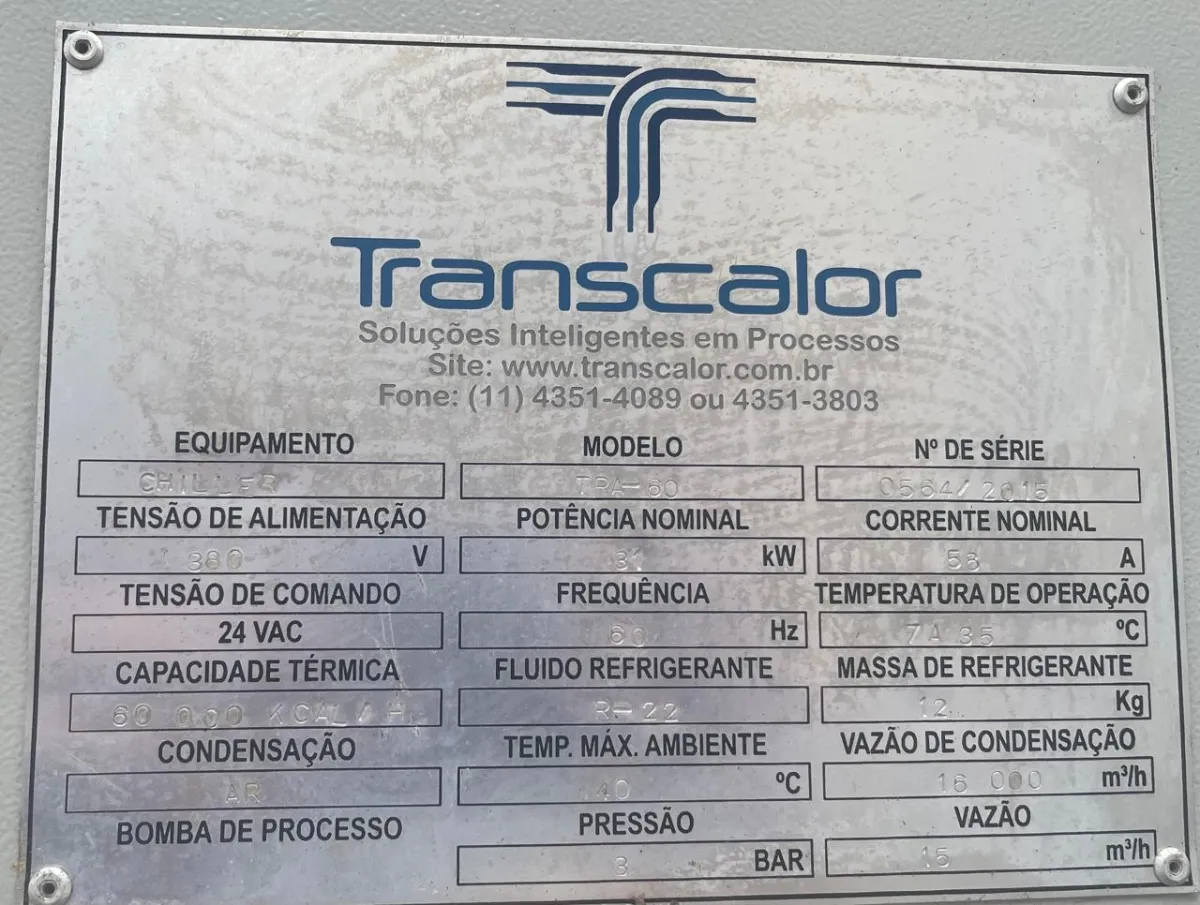 Transcalor
Soluções Inteligentes em Processos
Site: www.transcalor.com.br
Fone: (11) 4351-4089 ou 4351-3803
EQUIPAMENTO MODELO Nº DE SÉRIE
CHILLER TRA-60 0564/2015
TENSÃO DE ALIMENTAÇÃO POTÊNCIA NOMINAL CORRENTE NOMINAL
380 V 31 kW 58 A
TENSÃO DE COMANDO FREQUÊNCIA TEMPERATURA DE OPERAÇÃO
24 VAC 60 Hz 7 A 35 ºC
CAPACIDADE TÉRMICA FLUIDO REFRIGERANTE MASSA DE REFRIGERANTE
60 000 KCAL/H R-22 12 Kg
CONDENSAÇÃO TEMP. MÁX. AMBIENTE VAZÃO DE CONDENSAÇÃO
AR 40 ºC 16 000 m³/h
BOMBA DE PROCESSO PRESSÃO VAZÃO
3 BAR 15 m³/h